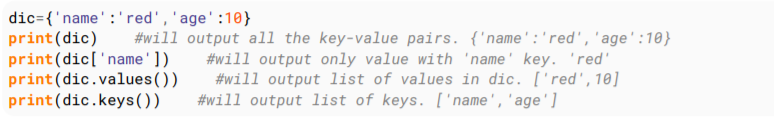 dic={'name':'red','age':10}
print(dic)    #will output all the key-value pairs. {'name':'red','age':10}
print(dic['name'])    #will output only value with 'name' key. 'red'
print(dic.values())    #will output list of values in dic. ['red',10]
print(dic.keys())    #will output list of keys. ['name','age']